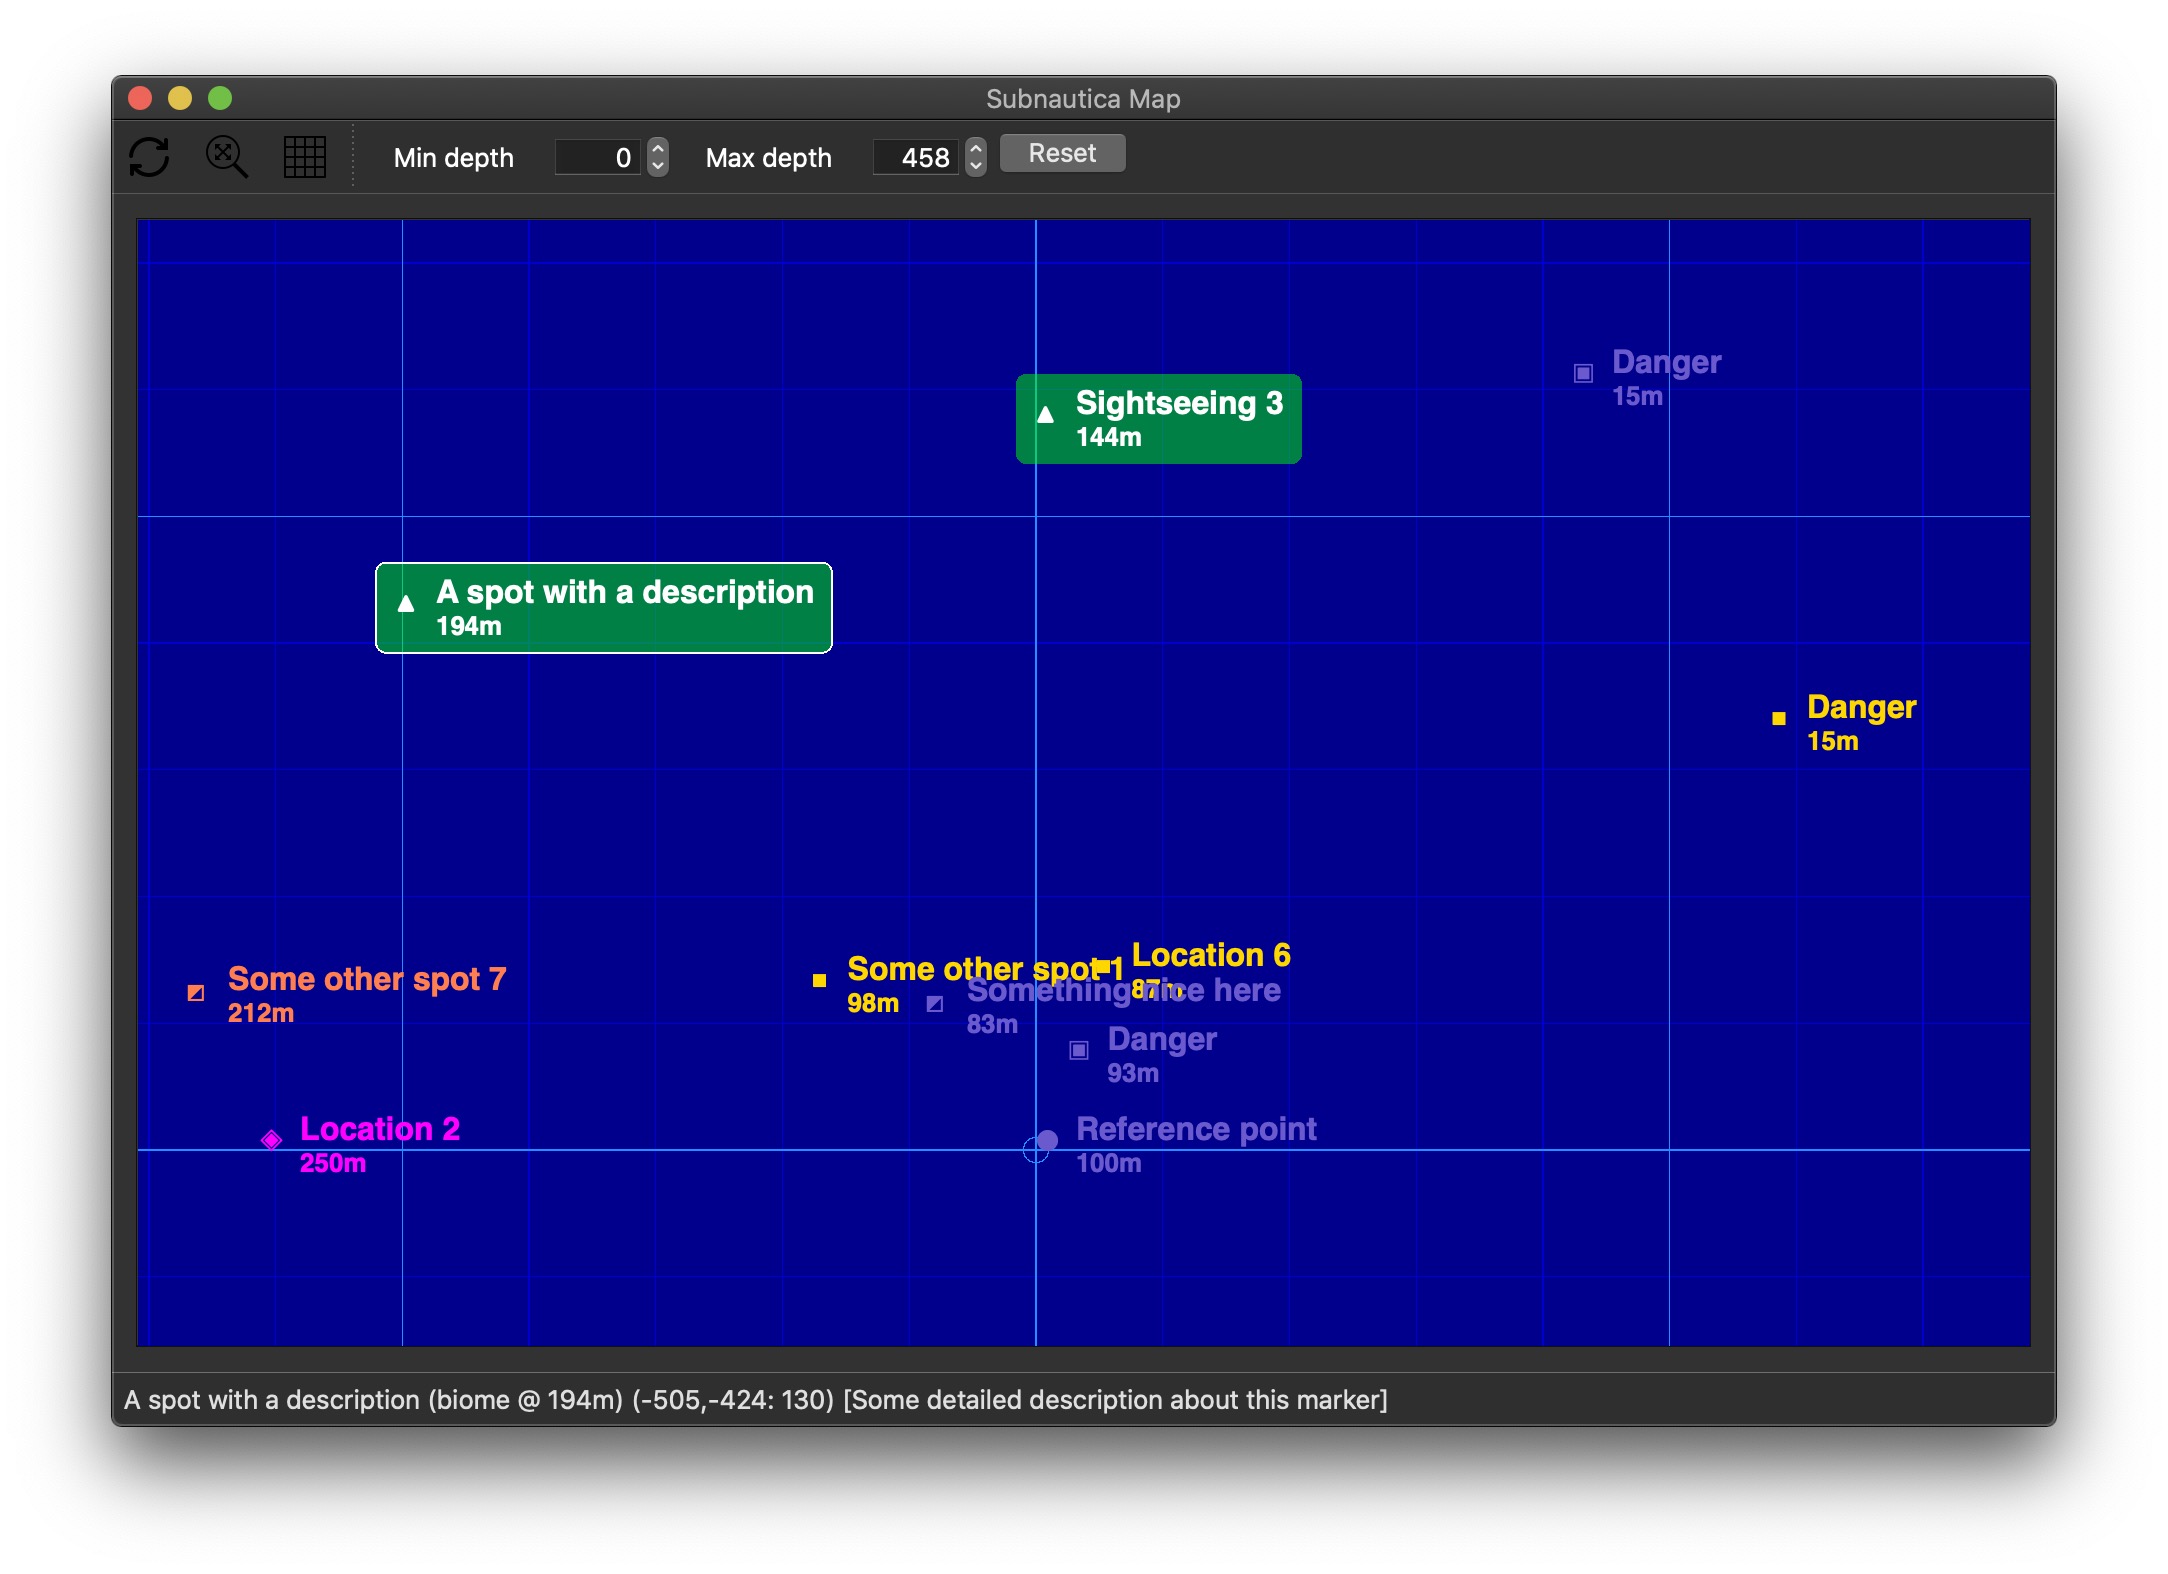 Subnautica Map
Min depth 0 Max depth 458 Reset
Danger
15m
Sightseeing 3
144m
A spot with a description
194m
Danger
15m
Location 6
87m
Some other spot 1
98m
Some other spot 7
212m
Something nice here
83m
Danger
93m
Location 2
250m
Reference point
100m
A spot with a description (biome @ 194m) (-505,-424: 130) [Some detailed description about this marker]